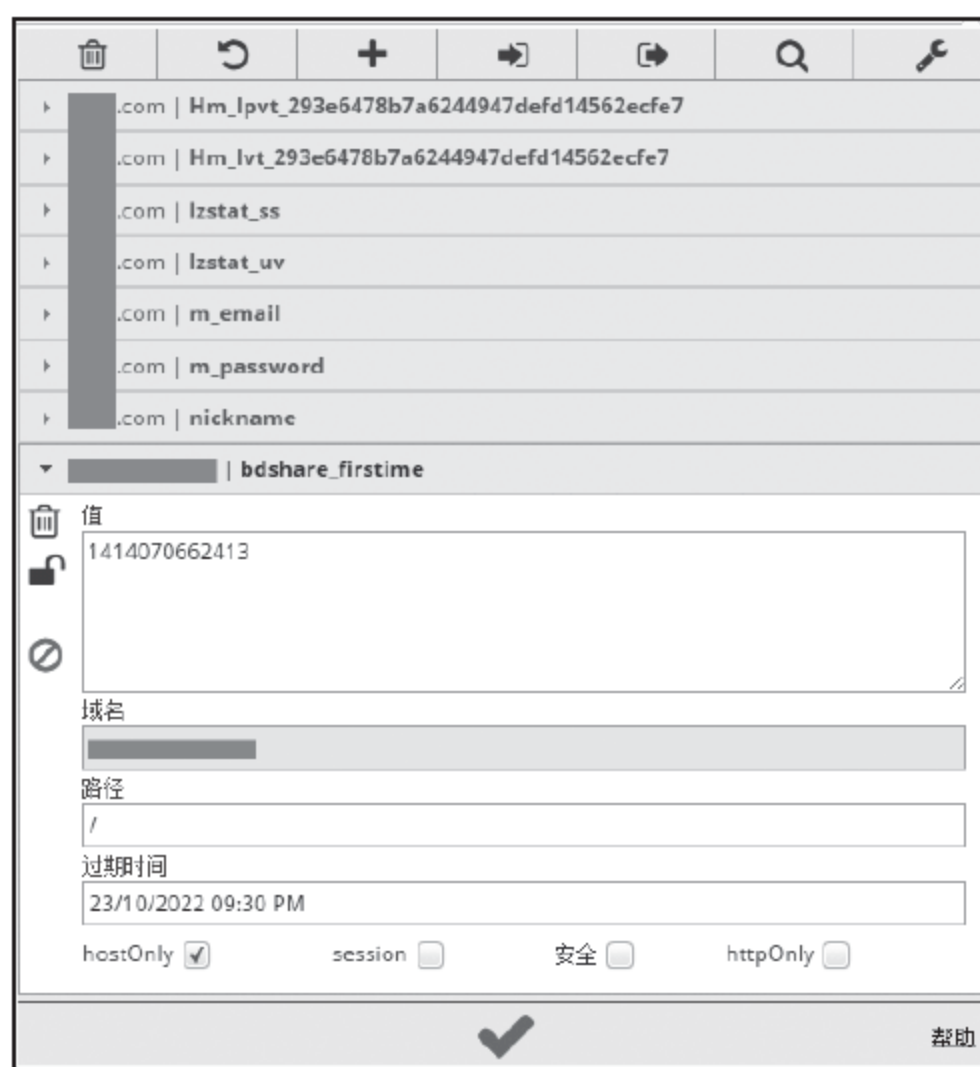 .com | Hm_lpvt_293e6478b7a6244947defd14562ecfe7
.com | Hm_lvt_293e6478b7a6244947defd14562ecfe7
.com | lzstat_ss
.com | lzstat_uv
.com | m_email
.com | m_password
.com | nickname
| bdshare_firstime
值
1414070662413
域名
路径
/
过期时间
23/10/2022 09:30 PM
hostOnly session 安全 httpOnly
帮助